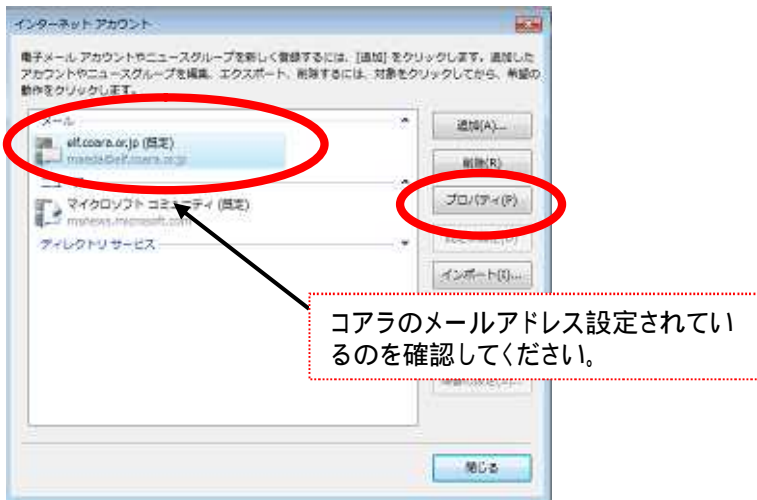 インターネット アカウント
電子メール アカウントやニュースグループを新しく登録するには、[追加] をクリックします。追加した
アカウントやニュースグループを編集、エクスポート、削除するには、対象をクリックしてから、希望の
動作をクリックします。
メール
elf.coara.or.jp (既定)
maeda@elf.coara.or.jp
マイクロソフト コミュニティ (既定)
msnews.microsoft.com
ディレクトリ サービス
追加(A)...
削除(R)
プロパティ(P)
インポート(I)...
コアラのメールアドレス設定されてい
るのを確認してください。
閉じる